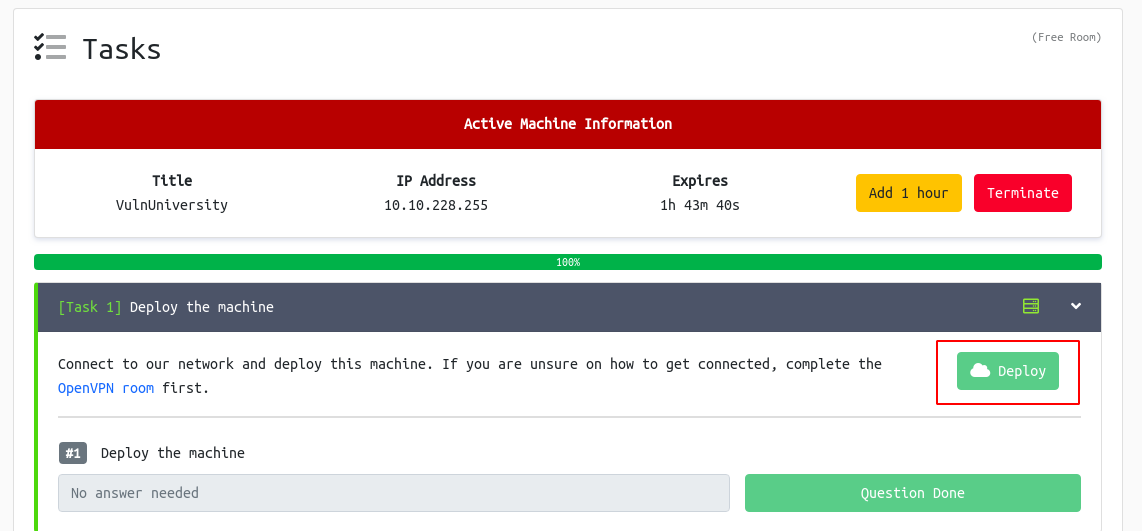 Tasks
(Free Room)
Active Machine Information
Title IP Address Expires
VulnUniversity 10.10.228.255 1h 43m 40s Add 1 hour Terminate
100%
[Task 1] Deploy the machine
Connect to our network and deploy this machine. If you are unsure on how to get connected, complete the
OpenVPN room first.
Deploy
#1 Deploy the machine
No answer needed Question Done